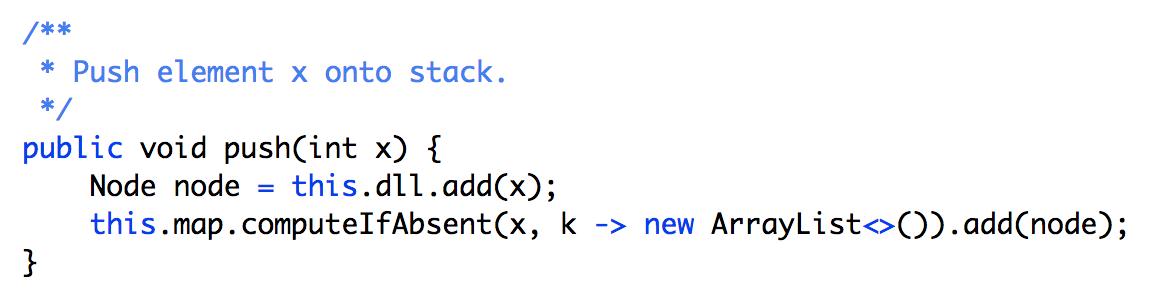 /**
 * Push element x onto stack.
 */
public void push(int x) {
    Node node = this.dll.add(x);
    this.map.computeIfAbsent(x, k -> new ArrayList<>()).add(node);
}